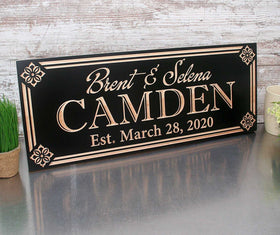 Brent & Selena
CAMDEN
Est. March 28, 2020